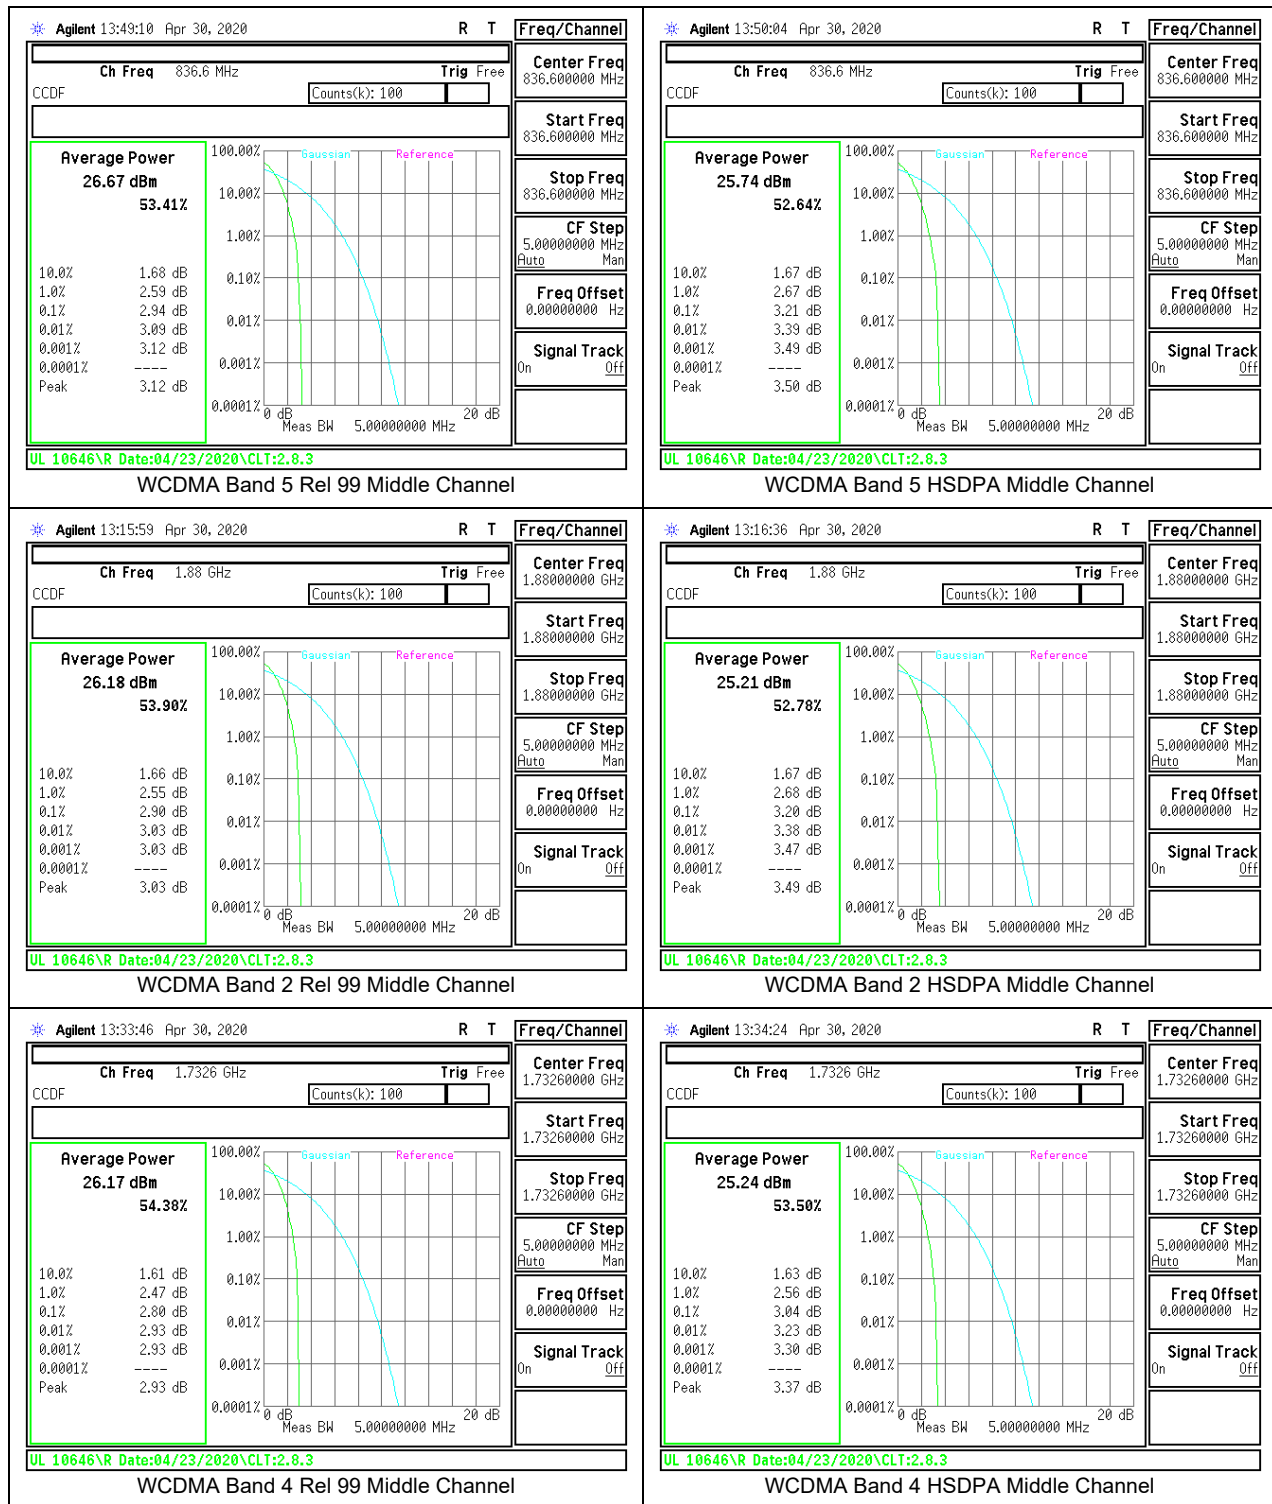 Agilent 13:49:10 Apr 30, 2020 R T Freq/Channel
Ch Freq 836.6 MHz Trig Free
CCDF Counts(k): 100
Center Freq
836.600000 MHz
Start Freq
836.600000 MHz
Stop Freq
836.600000 MHz
CF Step
5.00000000 MHz
Auto Man
Freq Offset
0.00000000 Hz
Signal Track
On Off
Average Power
26.67 dBm
53.41%
10.0% 1.68 dB
1.0% 2.59 dB
0.1% 2.94 dB
0.01% 3.09 dB
0.001% 3.12 dB
0.0001% ----
Peak 3.12 dB
Gaussian Reference
100.00%
10.00%
1.00%
0.10%
0.01%
0.001%
0.0001%
0 dB 20 dB
Meas BW 5.00000000 MHz
UL 10646\R Date:04/23/2020\CLT:2.8.3
WCDMA Band 5 Rel 99 Middle Channel
Agilent 13:50:04 Apr 30, 2020 R T Freq/Channel
Ch Freq 836.6 MHz Trig Free
CCDF Counts(k): 100
Center Freq
836.600000 MHz
Start Freq
836.600000 MHz
Stop Freq
836.600000 MHz
CF Step
5.00000000 MHz
Auto Man
Freq Offset
0.00000000 Hz
Signal Track
On Off
Average Power
25.74 dBm
52.64%
10.0% 1.67 dB
1.0% 2.67 dB
0.1% 3.21 dB
0.01% 3.39 dB
0.001% 3.49 dB
0.0001% ----
Peak 3.50 dB
Gaussian Reference
100.00%
10.00%
1.00%
0.10%
0.01%
0.001%
0.0001%
0 dB 20 dB
Meas BW 5.00000000 MHz
UL 10646\R Date:04/23/2020\CLT:2.8.3
WCDMA Band 5 HSDPA Middle Channel
Agilent 13:15:59 Apr 30, 2020 R T Freq/Channel
Ch Freq 1.88 GHz Trig Free
CCDF Counts(k): 100
Center Freq
1.88000000 GHz
Start Freq
1.88000000 GHz
Stop Freq
1.88000000 GHz
CF Step
5.00000000 MHz
Auto Man
Freq Offset
0.00000000 Hz
Signal Track
On Off
Average Power
26.18 dBm
53.90%
10.0% 1.66 dB
1.0% 2.55 dB
0.1% 2.90 dB
0.01% 3.03 dB
0.001% 3.03 dB
0.0001% ----
Peak 3.03 dB
Gaussian Reference
100.00%
10.00%
1.00%
0.10%
0.01%
0.001%
0.0001%
0 dB 20 dB
Meas BW 5.00000000 MHz
UL 10646\R Date:04/23/2020\CLT:2.8.3
WCDMA Band 2 Rel 99 Middle Channel
Agilent 13:16:36 Apr 30, 2020 R T Freq/Channel
Ch Freq 1.88 GHz Trig Free
CCDF Counts(k): 100
Center Freq
1.88000000 GHz
Start Freq
1.88000000 GHz
Stop Freq
1.88000000 GHz
CF Step
5.00000000 MHz
Auto Man
Freq Offset
0.00000000 Hz
Signal Track
On Off
Average Power
25.21 dBm
52.78%
10.0% 1.67 dB
1.0% 2.68 dB
0.1% 3.20 dB
0.01% 3.38 dB
0.001% 3.47 dB
0.0001% ----
Peak 3.49 dB
Gaussian Reference
100.00%
10.00%
1.00%
0.10%
0.01%
0.001%
0.0001%
0 dB 20 dB
Meas BW 5.00000000 MHz
UL 10646\R Date:04/23/2020\CLT:2.8.3
WCDMA Band 2 HSDPA Middle Channel
Agilent 13:33:46 Apr 30, 2020 R T Freq/Channel
Ch Freq 1.7326 GHz Trig Free
CCDF Counts(k): 100
Center Freq
1.73260000 GHz
Start Freq
1.73260000 GHz
Stop Freq
1.73260000 GHz
CF Step
5.00000000 MHz
Auto Man
Freq Offset
0.00000000 Hz
Signal Track
On Off
Average Power
26.17 dBm
54.38%
10.0% 1.61 dB
1.0% 2.47 dB
0.1% 2.80 dB
0.01% 2.93 dB
0.001% 2.93 dB
0.0001% ----
Peak 2.93 dB
Gaussian Reference
100.00%
10.00%
1.00%
0.10%
0.01%
0.001%
0.0001%
0 dB 20 dB
Meas BW 5.00000000 MHz
UL 10646\R Date:04/23/2020\CLT:2.8.3
WCDMA Band 4 Rel 99 Middle Channel
Agilent 13:34:24 Apr 30, 2020 R T Freq/Channel
Ch Freq 1.7326 GHz Trig Free
CCDF Counts(k): 100
Center Freq
1.73260000 GHz
Start Freq
1.73260000 GHz
Stop Freq
1.73260000 GHz
CF Step
5.00000000 MHz
Auto Man
Freq Offset
0.00000000 Hz
Signal Track
On Off
Average Power
25.24 dBm
53.50%
10.0% 1.63 dB
1.0% 2.56 dB
0.1% 3.04 dB
0.01% 3.23 dB
0.001% 3.30 dB
0.0001% ----
Peak 3.37 dB
Gaussian Reference
100.00%
10.00%
1.00%
0.10%
0.01%
0.001%
0.0001%
0 dB 20 dB
Meas BW 5.00000000 MHz
UL 10646\R Date:04/23/2020\CLT:2.8.3
WCDMA Band 4 HSDPA Middle Channel